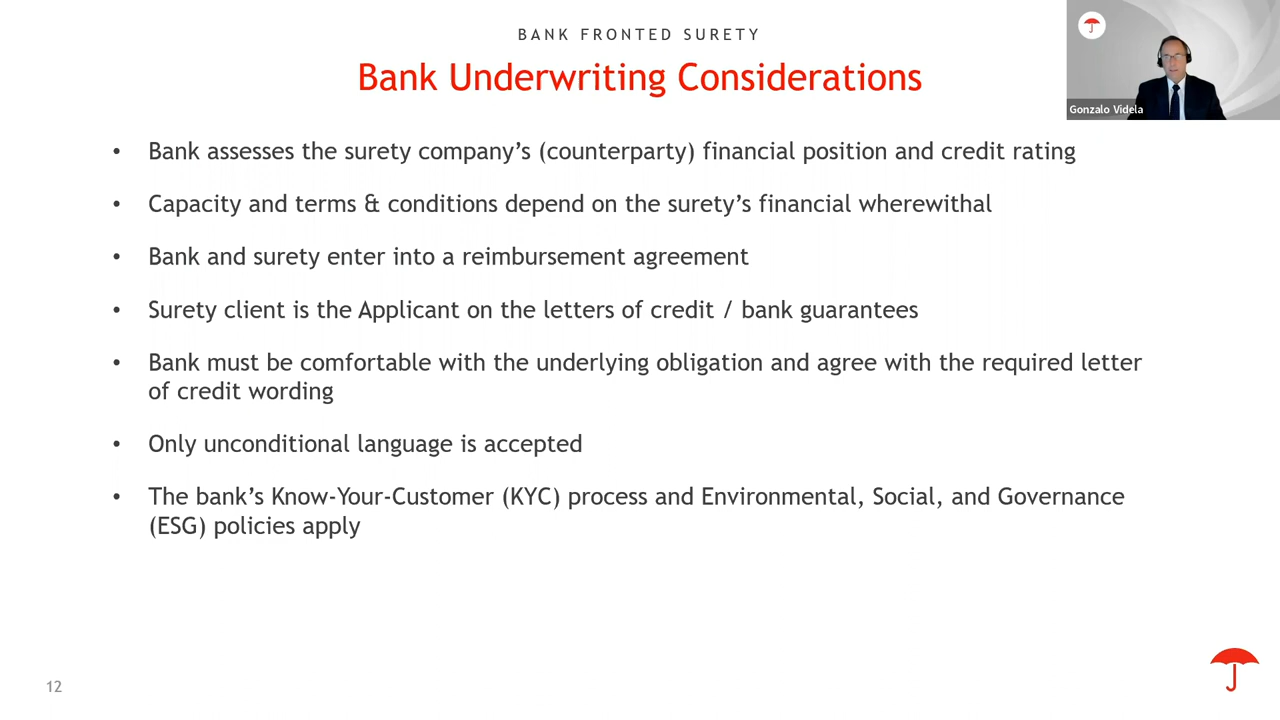 BANK FRONTED SURETY
Bank Underwriting Considerations
Gonzalo Videla
• Bank assesses the surety company’s (counterparty) financial position and credit rating
• Capacity and terms & conditions depend on the surety’s financial wherewithal
• Bank and surety enter into a reimbursement agreement
• Surety client is the Applicant on the letters of credit / bank guarantees
• Bank must be comfortable with the underlying obligation and agree with the required letter
of credit wording
• Only unconditional language is accepted
• The bank’s Know-Your-Customer (KYC) process and Environmental, Social, and Governance
(ESG) policies apply
12